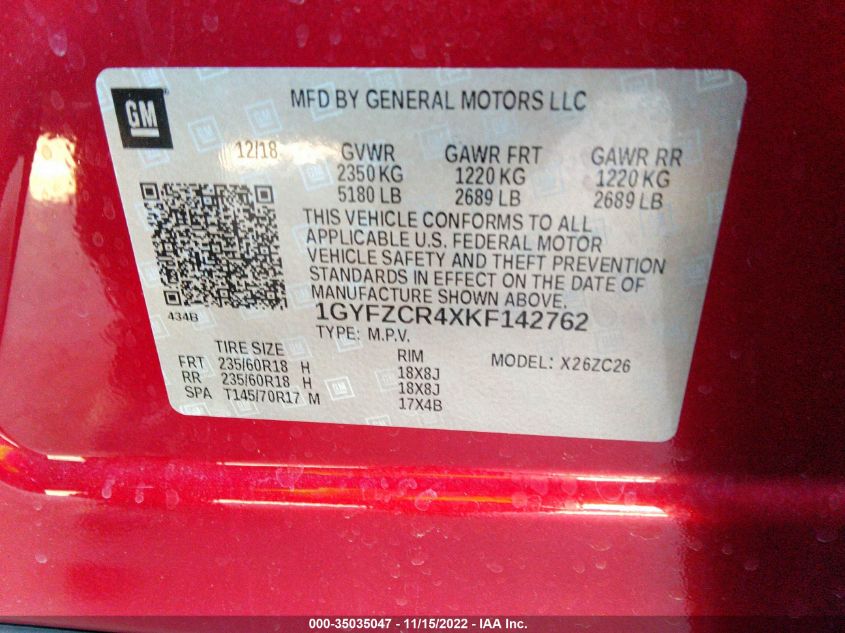 GM
MFD BY GENERAL MOTORS LLC
12/18 GVWR GAWR FRT GAWR RR
2350 KG 1220 KG 1220 KG
5180 LB 2689 LB 2689 LB
THIS VEHICLE CONFORMS TO ALL
APPLICABLE U.S. FEDERAL MOTOR
VEHICLE SAFETY AND THEFT PREVENTION
STANDARDS IN EFFECT ON THE DATE OF
MANUFACTURE SHOWN ABOVE.
434B
1GYFZCR4XKF142762
TYPE: M.P.V.
TIRE SIZE RIM MODEL: X26ZC26
FRT 235/60R18 H 18X8J
RR 235/60R18 H 18X8J
SPA T145/70R17 M 17X4B
000-35035047 - 11/15/2022 - IAA Inc.